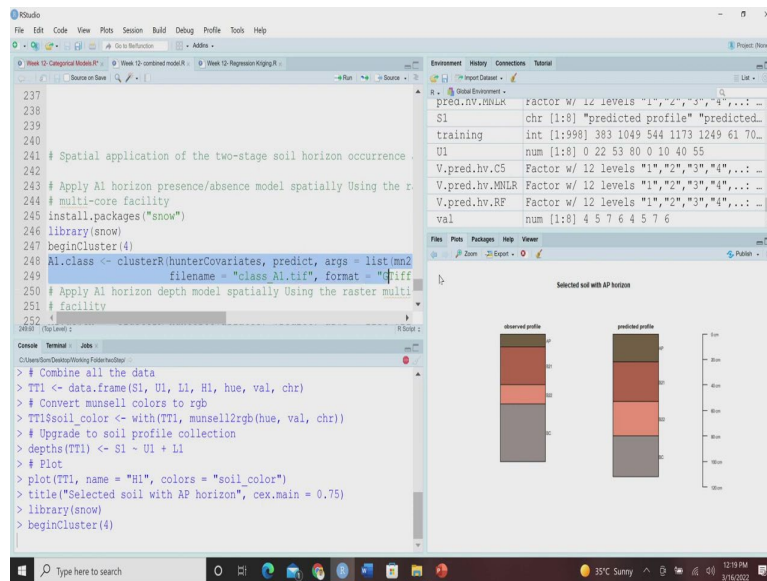 RStudio
File Edit Code View Plots Session Build Debug Profile Tools Help
Go to file/function
Addins
Project: (None
Week 12- Categorical Models.R*
Week 12- combined model.R
Week 12- Regression Kriging.R
Source on Save
Run
Source
237
238
239
240
241 # Spatial application of the two-stage soil horizon occurrence
242
243 # Apply A1 horizon presence/absence model spatially Using the r
244 # multi-core facility
245 install.packages("snow")
246 library(snow)
247 beginCluster(4)
248 A1.class <- clusterR(hunterCovariates, predict, args = list(mn2
249 filename = "class_A1.tif", format = "GTiff
250 # Apply A1 horizon depth model spatially Using the raster multi
251 # facility
252
249:60 (Top Level)
R Script
Console Terminal Jobs
C:/Users/Som/Desktop/Working Folder/twoStep/
> # Combine all the data
> TT1 <- data.frame(S1, U1, L1, H1, hue, val, chr)
> # Convert munsell colors to rgb
> TT1$soil_color <- with(TT1, munsell2rgb(hue, val, chr))
> # Upgrade to soil profile collection
> depths(TT1) <- S1 ~ U1 + L1
> # Plot
> plot(TT1, name = "H1", colors = "soil_color")
> title("Selected soil with AP horizon", cex.main = 0.75)
> library(snow)
> beginCluster(4)
Environment History Connections Tutorial
Import Dataset
List
R Global Environment
pred.hv.MNLR Factor w/ 12 levels "1","2","3","4",..: …
S1 chr [1:8] "predicted profile" "predicted…
training int [1:998] 383 1049 544 1173 1249 61 70…
U1 num [1:8] 0 22 53 80 0 10 40 55
V.pred.hv.C5 Factor w/ 12 levels "1","2","3","4",..: …
V.pred.hv.MNLR Factor w/ 12 levels "1","2","3","4",..: …
V.pred.hv.RF Factor w/ 12 levels "1","2","3","4",..: …
val num [1:8] 4 5 7 6 4 5 7 6
Files Plots Packages Help Viewer
Zoom Export
Publish
Selected soil with AP horizon
observed profile
predicted profile
AP
AP
Type here to search
35°C Sunny
12:19 PM
3/16/2022